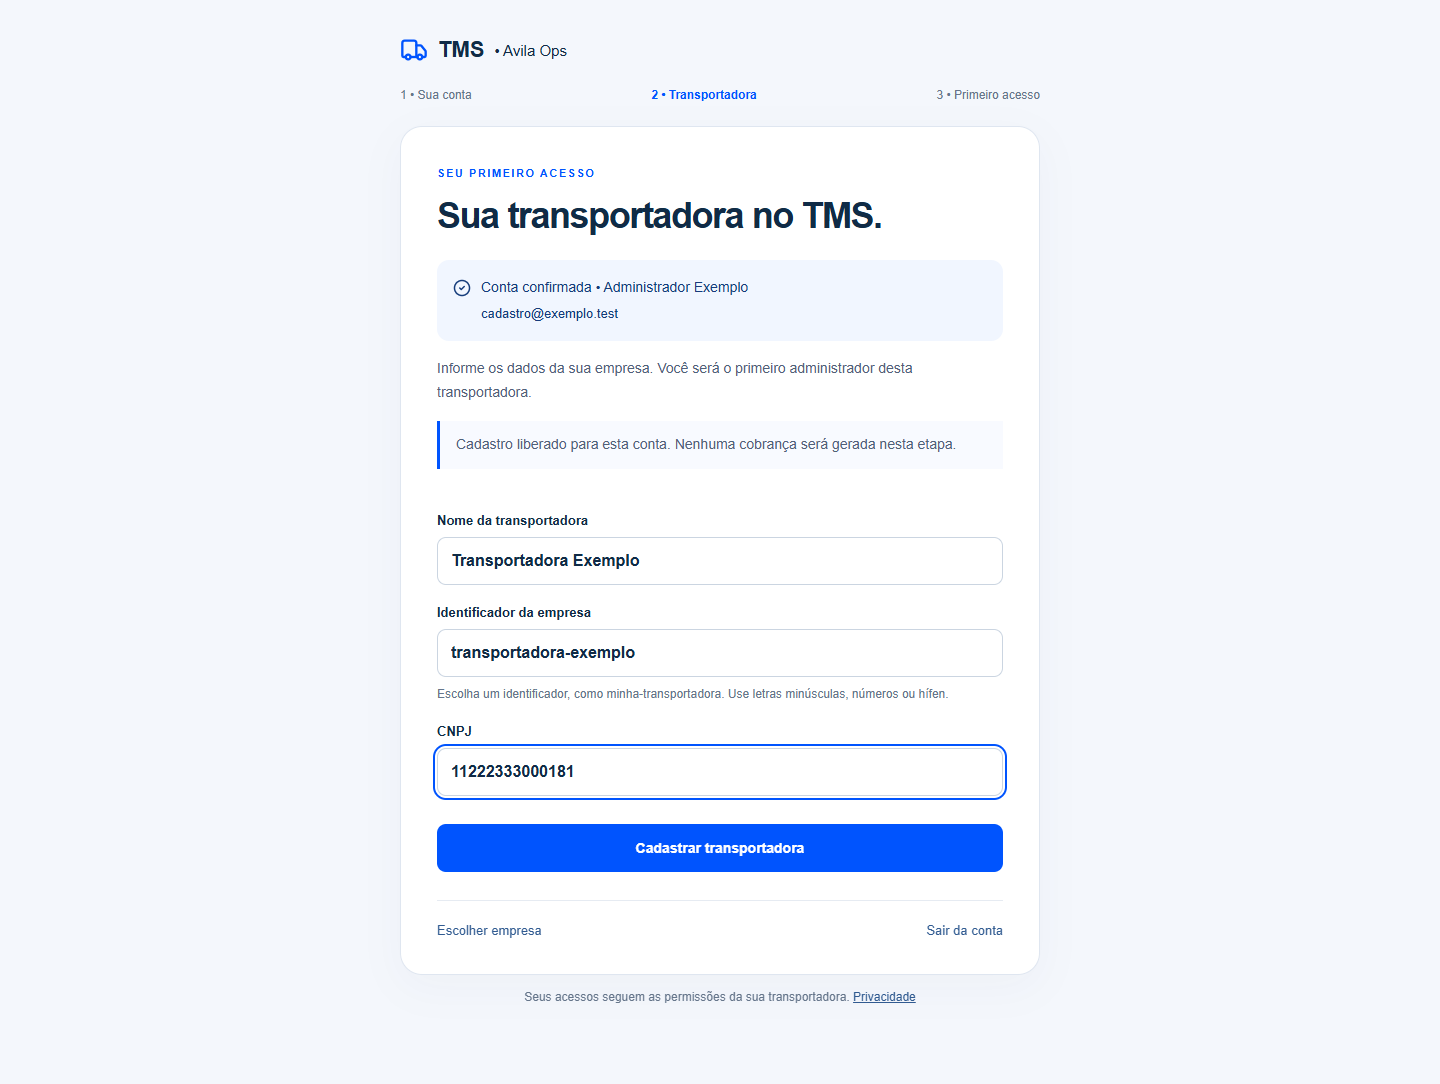 TMS • Avila Ops
1 • Sua conta
2 • Transportadora
3 • Primeiro acesso
SEU PRIMEIRO ACESSO
Sua transportadora no TMS.
Conta confirmada • Administrador Exemplo
cadastro@exemplo.test
Informe os dados da sua empresa. Você será o primeiro administrador desta
transportadora.
Cadastro liberado para esta conta. Nenhuma cobrança será gerada nesta etapa.
Nome da transportadora
Transportadora Exemplo
Identificador da empresa
transportadora-exemplo
Escolha um identificador, como minha-transportadora. Use letras minúsculas, números ou hífen.
CNPJ
11222333000181
Cadastrar transportadora
Escolher empresa
Sair da conta
Seus acessos seguem as permissões da sua transportadora. Privacidade